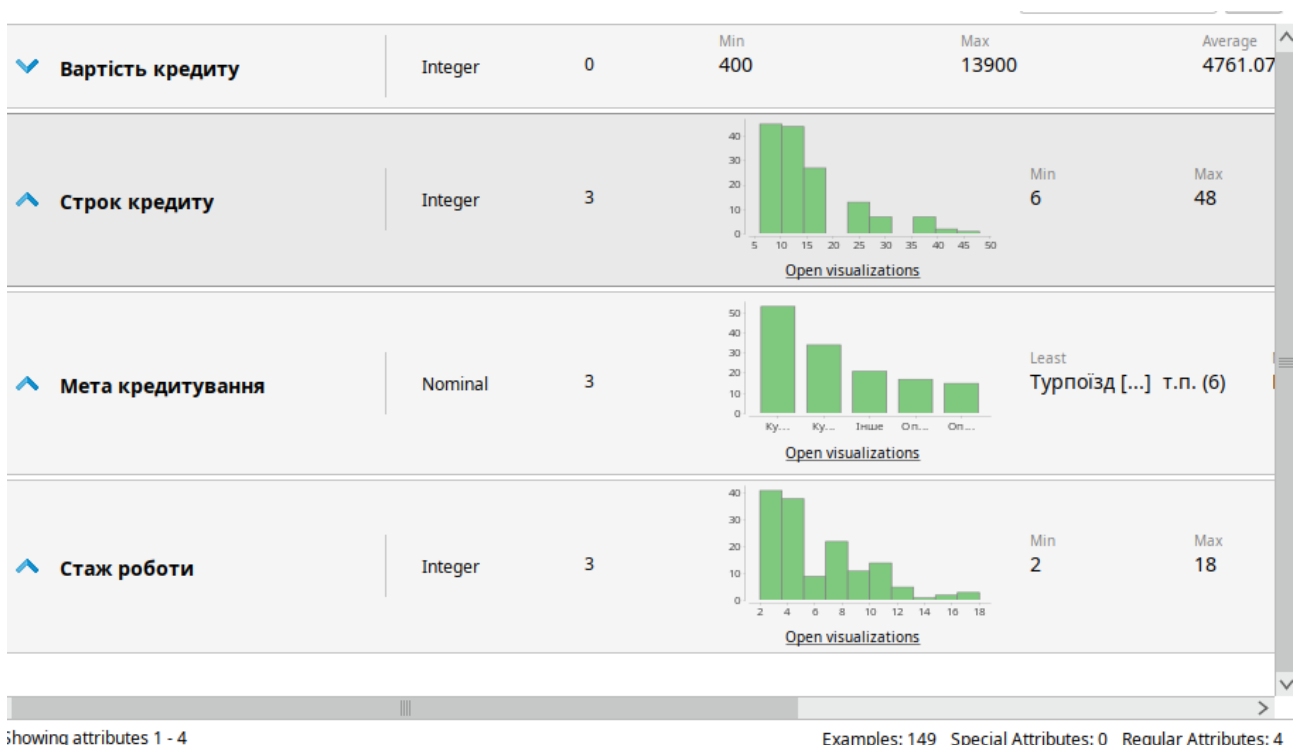 Min Max Average
Вартість кредиту Integer 0 400 13900 4761.07
40
30
20
10
0
5 10 15 20 25 30 35 40 45 50
Строк кредиту Integer 3
Min Max
6 48
Open visualizations
50
40
30
20
10
0
Ку... Ку... Інше Оп... Оп...
Мета кредитування Nominal 3
Least
Турпоїзд [...] т.п. (6)
Open visualizations
40
30
20
10
0
2 4 6 8 10 12 14 16 18
Стаж роботи Integer 3
Min Max
2 18
Open visualizations
Showing attributes 1 - 4 Examples: 149 Special Attributes: 0 Regular Attributes: 4